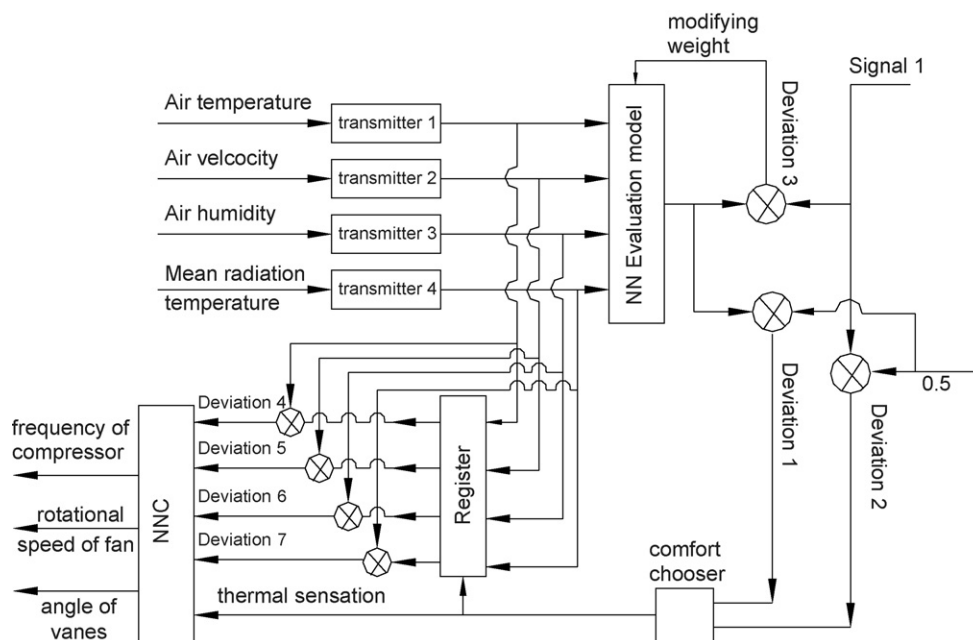 modifying
weight
Signal 1
Air temperature
transmitter 1
Air velcocity
transmitter 2
Air humidity
transmitter 3
Mean radiation
temperature
transmitter 4
NN Evaluation model
Deviation 3
0.5
Deviation 1
Deviation 2
Deviation 4
Deviation 5
Deviation 6
Deviation 7
Register
NNC
frequency of
compressor
rotational
speed of fan
angle of
vanes
thermal sensation
comfort
chooser